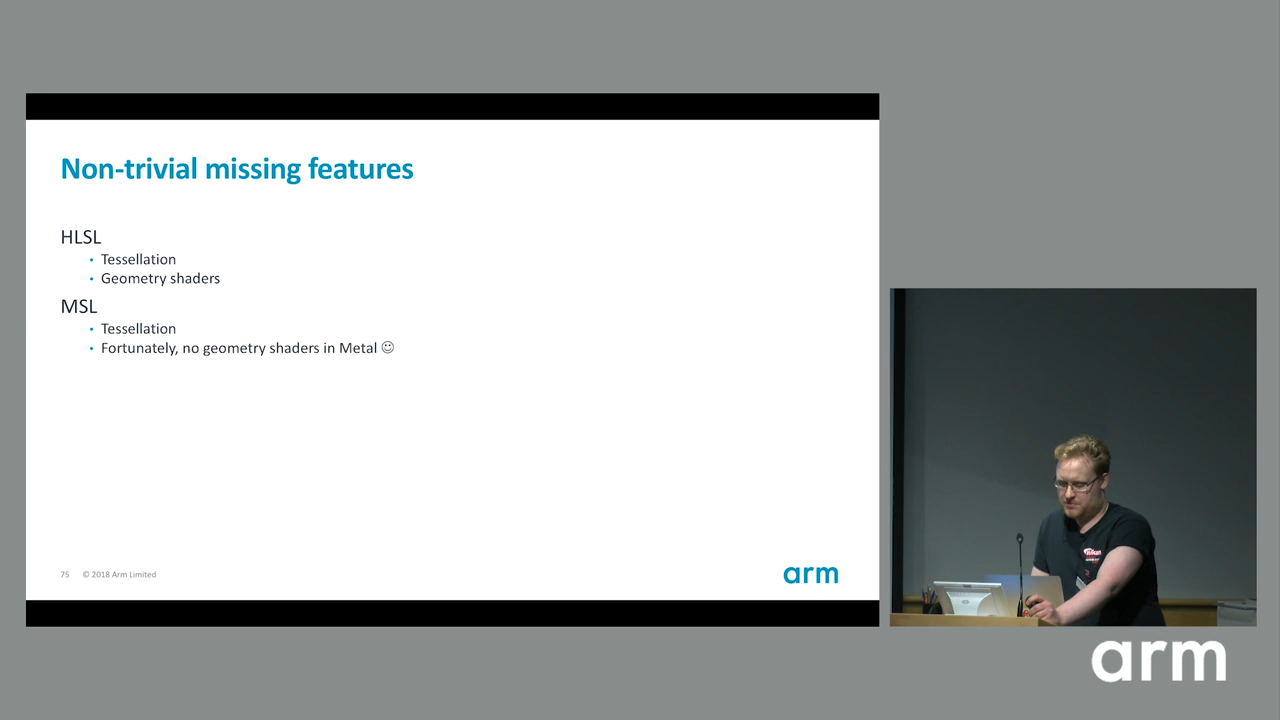 Non-trivial missing features
HLSL
• Tessellation
• Geometry shaders
MSL
• Tessellation
• Fortunately, no geometry shaders in Metal ☺
75 © 2018 Arm Limited
arm
arm